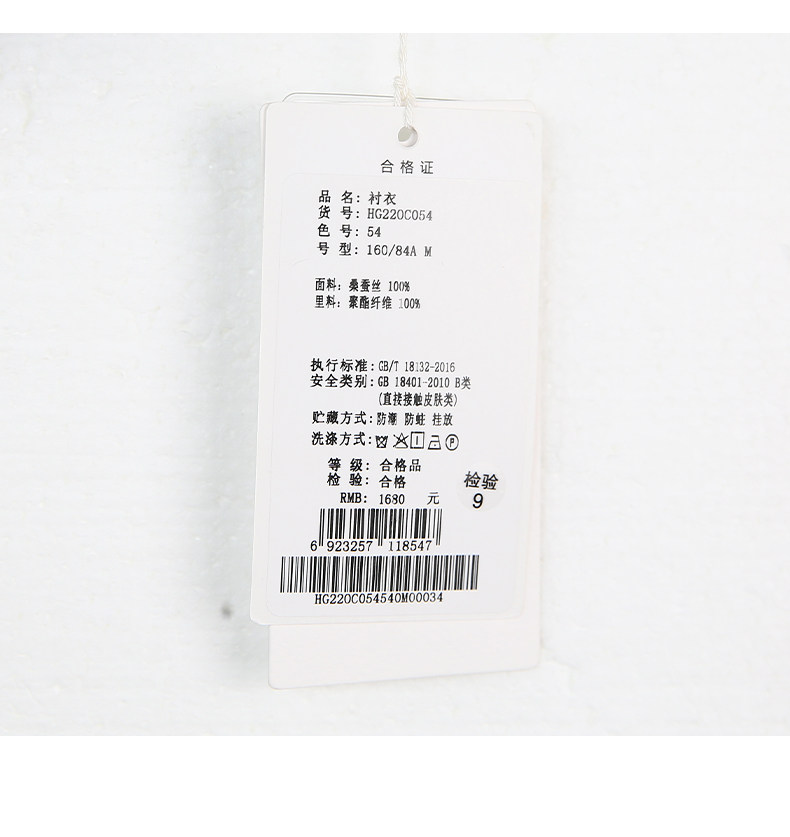 合格证
品 名: 衬衣
货 号: HG220C054
色 号: 54
号 型: 160/84A M
面料: 桑蚕丝 100%
里料: 聚酯纤维 100%
执行标准: GB/T 18132-2016
安全类别: GB 18401-2010 B类
(直接接触皮肤类)
贮藏方式: 防潮 防蛀 挂放
洗涤方式:
等 级: 合格品
检 验: 合格
RMB: 1680 元
检验
9
6 923257 118547
HG220C054540M00034